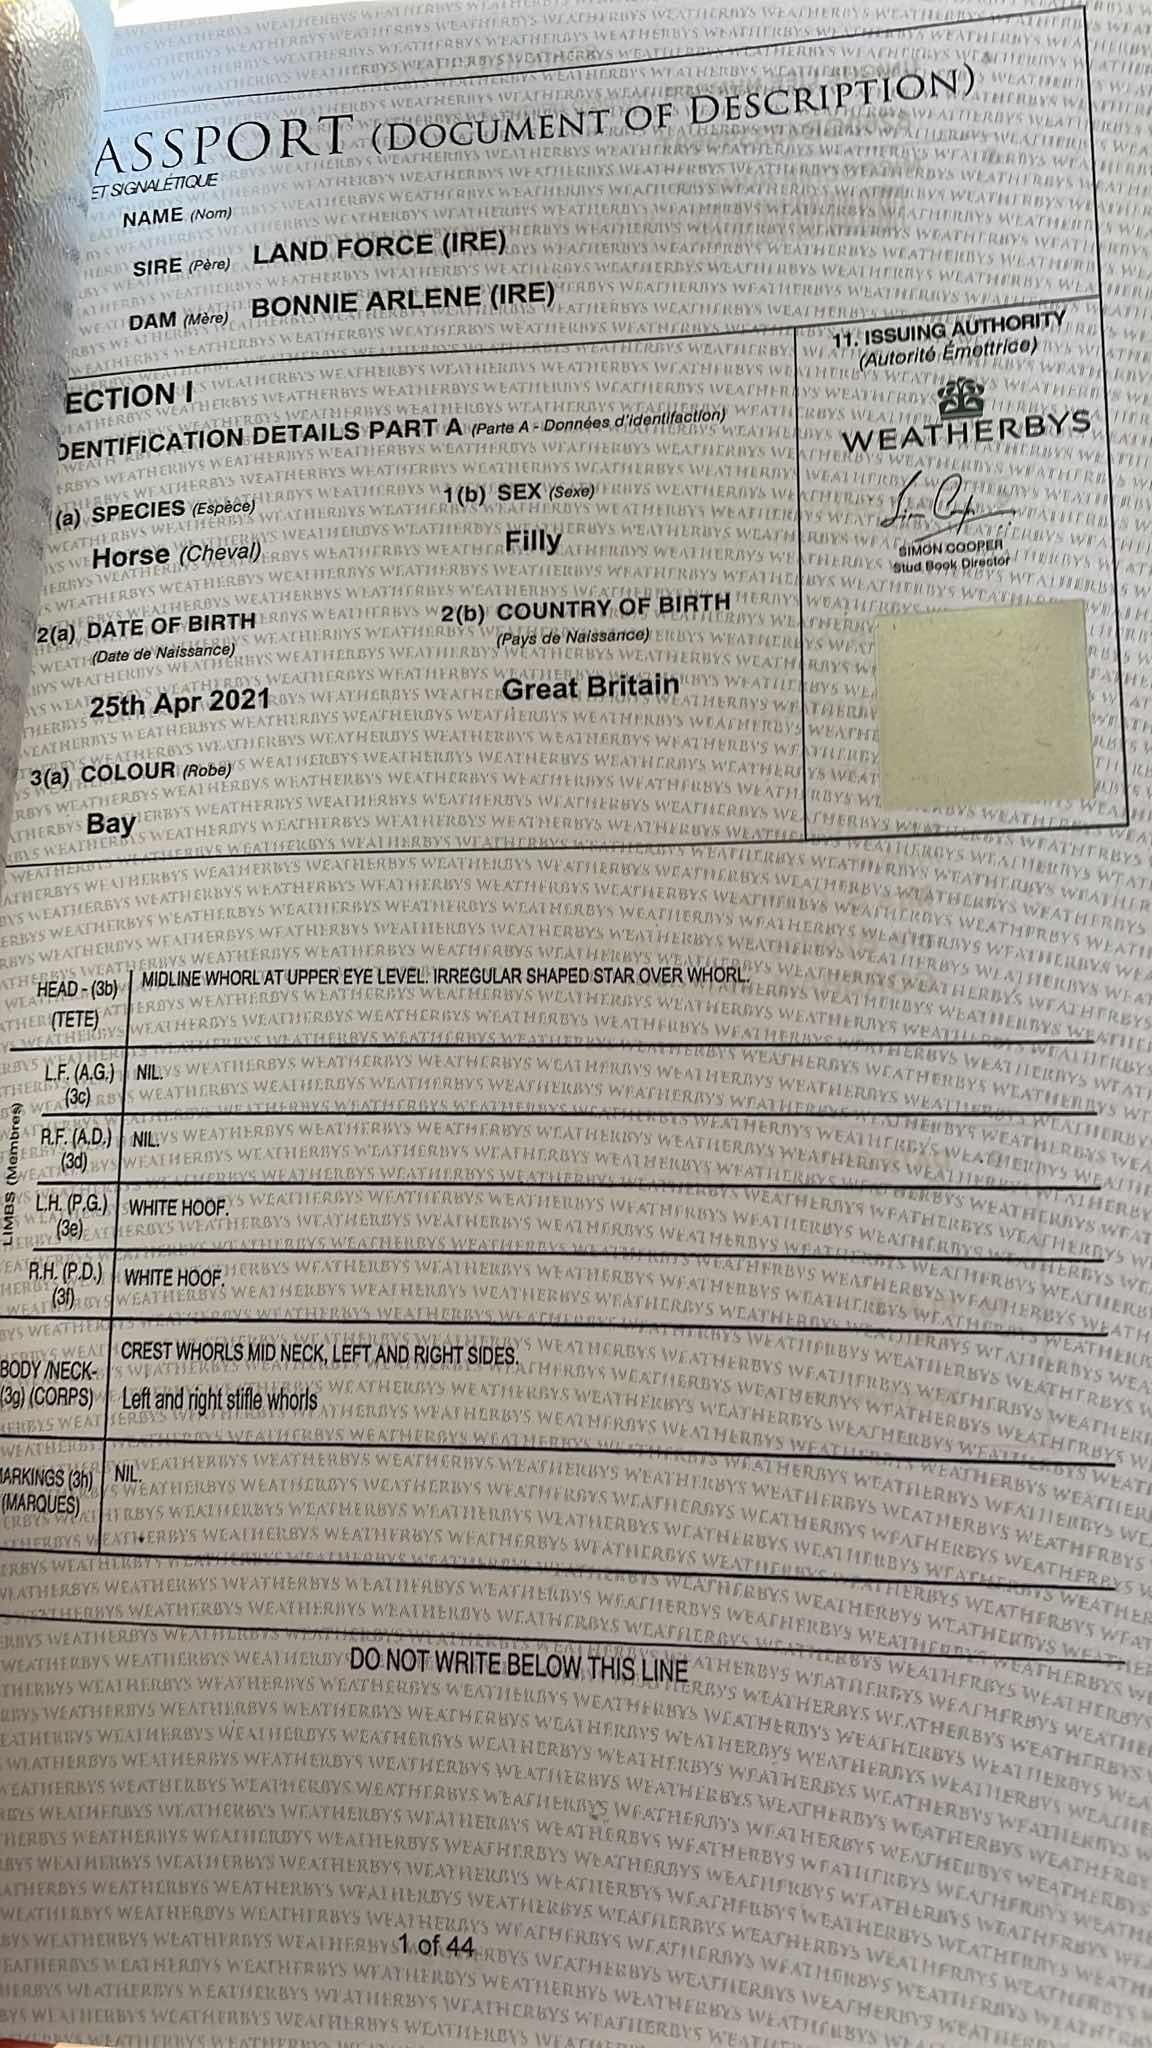 ASSPORT (DOCUMENT OF DESCRIPTION)
ET SIGNALÉTIQUE
NAME (Nom)
SIRE (Père) LAND FORCE (IRE)
DAM (Mère) BONNIE ARLENE (IRE)
11. ISSUING AUTHORITY
(Autorité Émettrice)
WEATHERBYS
SIMON COOPER
Stud Book Director
ECTION I
DENTIFICATION DETAILS PART A (Parte A - Données d'identifaction)
(a) SPECIES (Espèce) 1(b) SEX (Sexe)
Horse (Cheval) Filly
2(a) DATE OF BIRTH 2(b) COUNTRY OF BIRTH
(Date de Naissance) (Pays de Naissance)
25th Apr 2021 Great Britain
3(a) COLOUR (Robe)
Bay
HEAD - (3b) MIDLINE WHORL AT UPPER EYE LEVEL. IRREGULAR SHAPED STAR OVER WHORL.
(TETE)
LIMBS (Membres)
L.F. (A.G.) NIL.
(3c)
R.F. (A.D.) NIL.
(3d)
L.H. (P.G.) WHITE HOOF.
(3e)
R.H. (P.D.) WHITE HOOF.
(3f)
BODY /NECK- CREST WHORLS MID NECK, LEFT AND RIGHT SIDES.
(3g) (CORPS) Left and right stifle whorls
MARKINGS (3h) NIL.
(MARQUES)
DO NOT WRITE BELOW THIS LINE
1 of 44